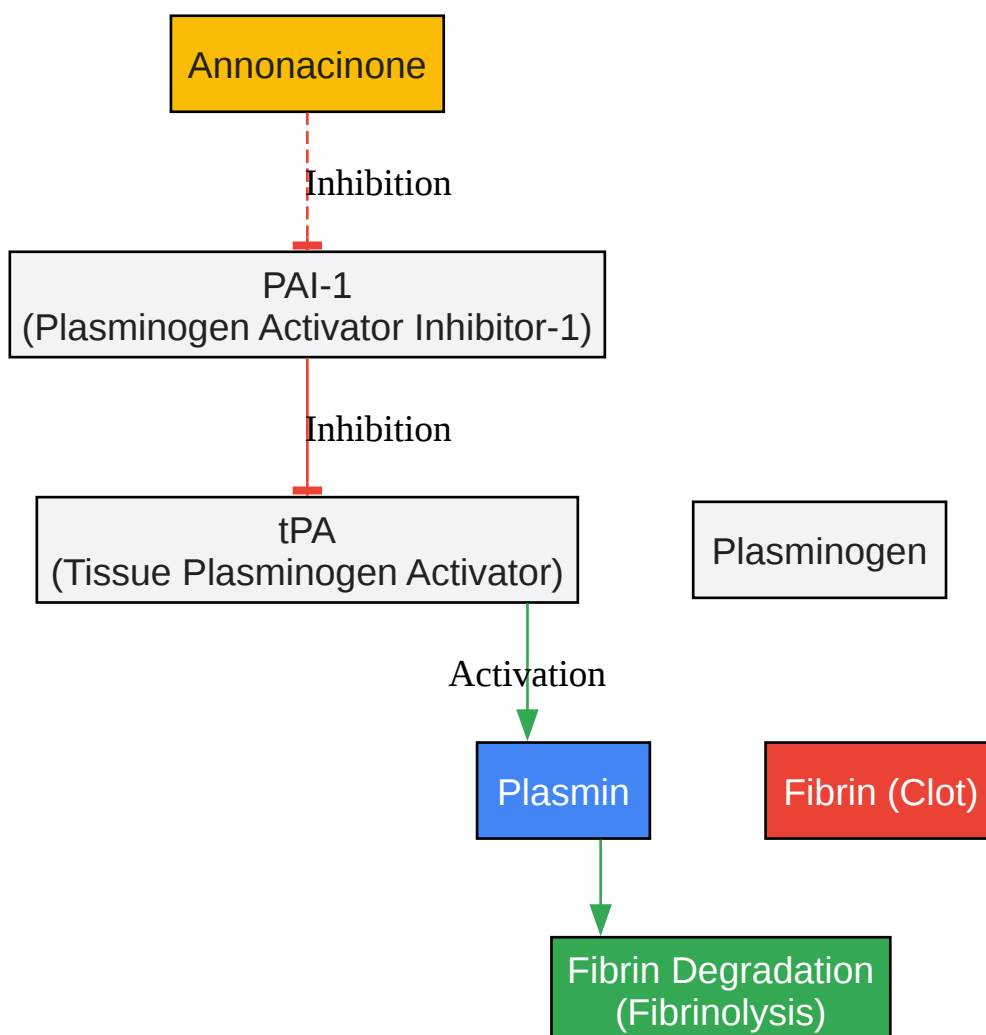 Annonacinone
Inhibition
PAI-1
(Plasminogen Activator Inhibitor-1)
Inhibition
tPA
(Tissue Plasminogen Activator)
Plasminogen
Activation
Plasmin
Fibrin (Clot)
Fibrin Degradation
(Fibrinolysis)